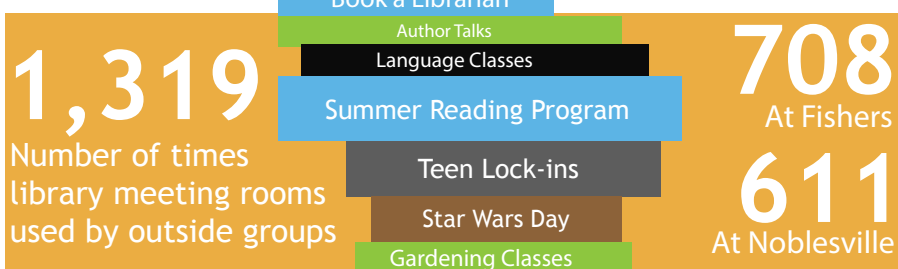 Book a Librarian
Author Talks
Language Classes
Summer Reading Program
Teen Lock-ins
Star Wars Day
Gardening Classes
1,319
Number of times
library meeting rooms
used by outside groups
708
At Fishers
611
At Noblesville